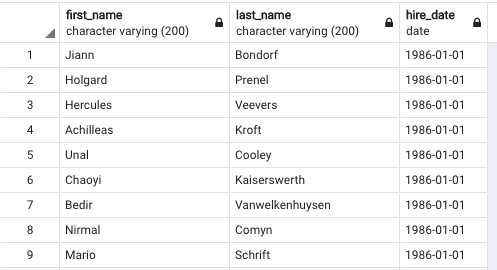 first_name last_name hire_date
character varying (200) character varying (200) date
1 Jiann Bondorf 1986-01-01
2 Holgard Prenel 1986-01-01
3 Hercules Veevers 1986-01-01
4 Achilleas Kroft 1986-01-01
5 Unal Cooley 1986-01-01
6 Chaoyi Kaiserswerth 1986-01-01
7 Bedir Vanwelkenhuysen 1986-01-01
8 Nirmal Comyn 1986-01-01
9 Mario Schrift 1986-01-01